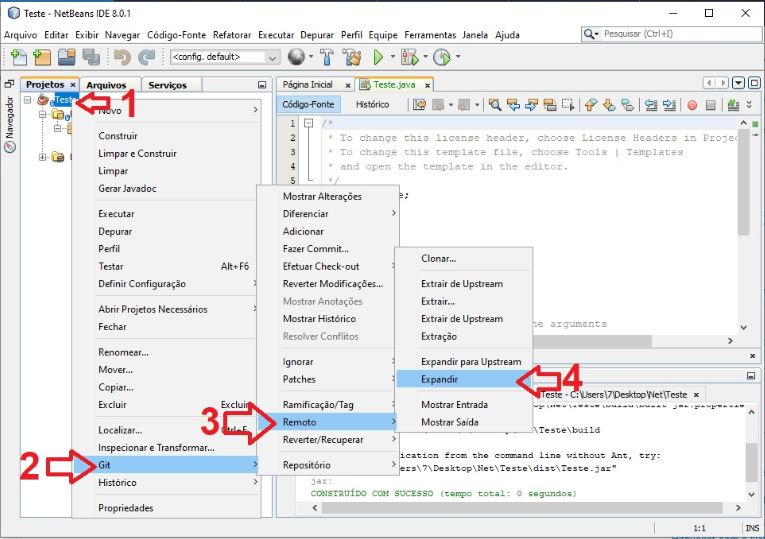 Teste - NetBeans IDE 8.0.1
Arquivo Editar Exibir Navegar Código-Fonte Refatorar Executar Depurar Perfil Equipe Ferramentas Janela Ajuda
Pesquisar (Ctrl+I)
<config. default>
Projetos × Arquivos Serviços
Página Inicial × Teste.java ×
Navegador
Código-Fonte Histórico
Teste
1
1 /*
2 * To change this license header, choose License Headers in Projec
3 * To change this template file, choose Tools | Templates
4 * and open the template in the editor.
5 */
e;
e arguments
Novo
Construir
Limpar e Construir
Limpar
Gerar Javadoc
Executar
Depurar
Perfil
Testar Alt+F6
Definir Configuração
Abrir Projetos Necessários
Fechar
Renomear...
Mover...
Copiar...
Excluir Excluir
Localizar... Ctrl+F
Inspecionar e Transformar...
2
Git
Histórico
Propriedades
Mostrar Alterações
Diferenciar
Adicionar
Fazer Commit...
Efetuar Check-out
Reverter Modificações...
Mostrar Anotações
Mostrar Histórico
Resolver Conflitos
Ignorar
Patches
Ramificação/Tag
3
Remoto
Reverter/Recuperar
Repositório
Clonar...
Extrair de Upstream
Extrair...
Extrair de Upstream
Extração
Expandir para Upstream
Expandir
4
Mostrar Entrada
Mostrar Saída
Teste - C:\Users\7\Desktop\Net\Teste ×
op\Net\Teste\build\built-jar.propertie
\Teste\build
ication from the command line without Ant, try:
ers\7\Desktop\Net\Teste\dist\Teste.jar"
jar:
CONSTRUÍDO COM SUCESSO (tempo total: 0 segundos)
1:1 INS